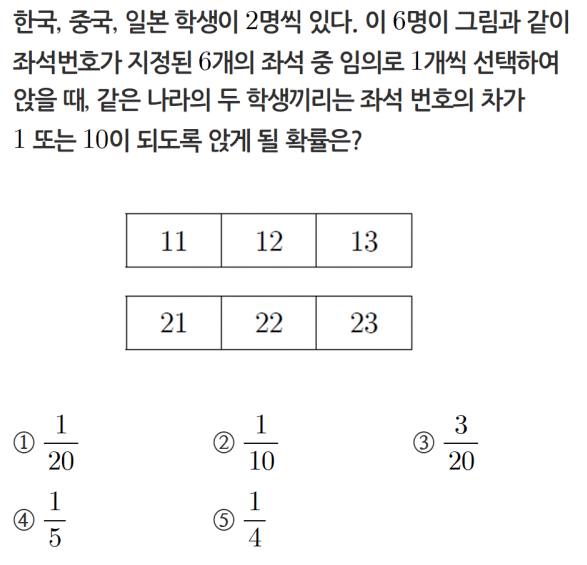 한국, 중국, 일본 학생이 2명씩 있다. 이 6명이 그림과 같이
좌석번호가 지정된 6개의 좌석 중 임의로 1개씩 선택하여
앉을 때, 같은 나라의 두 학생끼리는 좌석 번호의 차가
1 또는 10이 되도록 앉게 될 확률은?
11 12 13
21 22 23
① 1/20 ② 1/10 ③ 3/20
④ 1/5 ⑤ 1/4